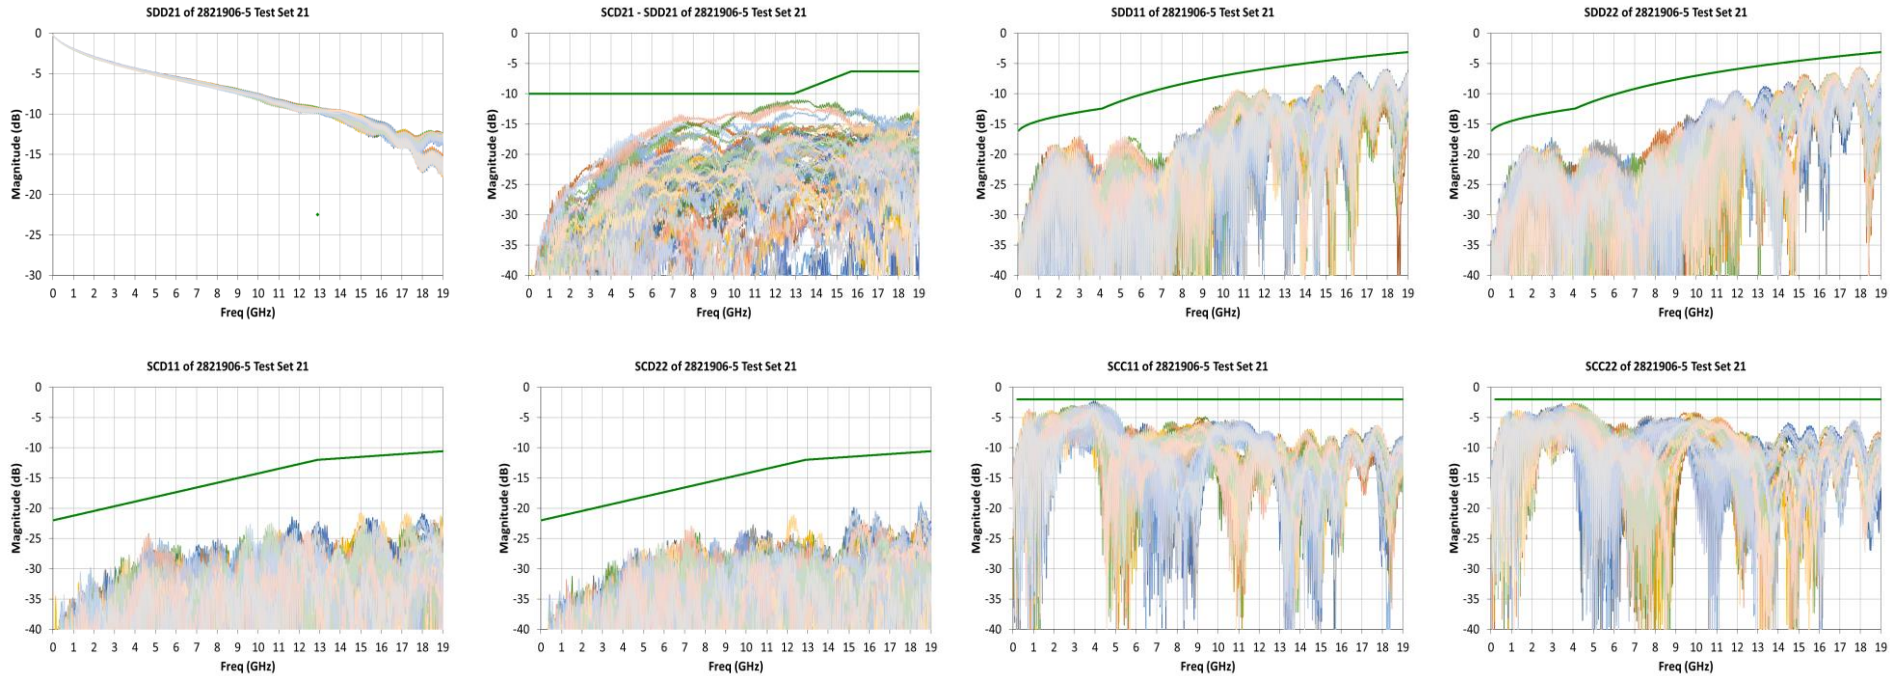 SDD21 of 2821906-5 Test Set 21
0
-5
-10
-15
-20
-25
-30
Magnitude (dB)
0 1 2 3 4 5 6 7 8 9 10 11 12 13 14 15 16 17 18 19
Freq (GHz)
SCD21 - SDD21 of 2821906-5 Test Set 21
0
-5
-10
-15
-20
-25
-30
-35
-40
Magnitude (dB)
0 1 2 3 4 5 6 7 8 9 10 11 12 13 14 15 16 17 18 19
Freq (GHz)
SDD11 of 2821906-5 Test Set 21
0
-5
-10
-15
-20
-25
-30
-35
-40
Magnitude (dB)
0 1 2 3 4 5 6 7 8 9 10 11 12 13 14 15 16 17 18 19
Freq (GHz)
SDD22 of 2821906-5 Test Set 21
0
-5
-10
-15
-20
-25
-30
-35
-40
Magnitude (dB)
0 1 2 3 4 5 6 7 8 9 10 11 12 13 14 15 16 17 18 19
Freq (GHz)
SCD11 of 2821906-5 Test Set 21
0
-5
-10
-15
-20
-25
-30
-35
-40
Magnitude (dB)
0 1 2 3 4 5 6 7 8 9 10 11 12 13 14 15 16 17 18 19
Freq (GHz)
SCD22 of 2821906-5 Test Set 21
0
-5
-10
-15
-20
-25
-30
-35
-40
Magnitude (dB)
0 1 2 3 4 5 6 7 8 9 10 11 12 13 14 15 16 17 18 19
Freq (GHz)
SCC11 of 2821906-5 Test Set 21
0
-5
-10
-15
-20
-25
-30
-35
-40
Magnitude (dB)
0 1 2 3 4 5 6 7 8 9 10 11 12 13 14 15 16 17 18 19
Freq (GHz)
SCC22 of 2821906-5 Test Set 21
0
-5
-10
-15
-20
-25
-30
-35
-40
Magnitude (dB)
0 1 2 3 4 5 6 7 8 9 10 11 12 13 14 15 16 17 18 19
Freq (GHz)